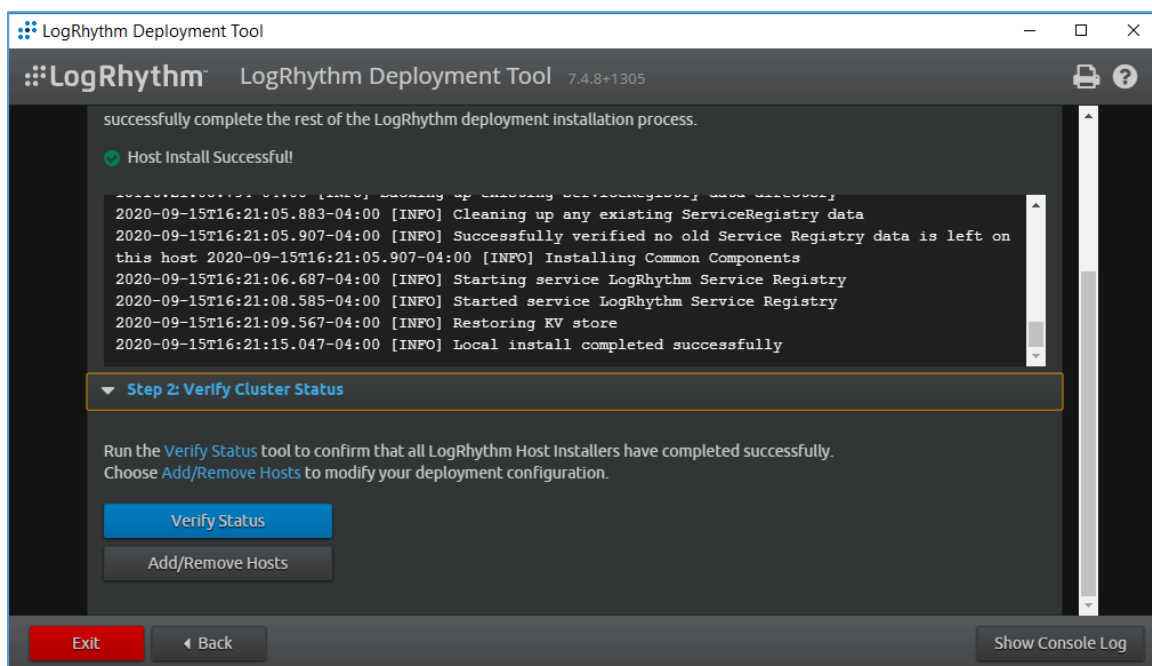 LogRhythm Deployment Tool
LogRhythm LogRhythm Deployment Tool 7.4.8+1305
successfully complete the rest of the LogRhythm deployment installation process.
Host Install Successful!
[INFO] Backing up existing ServiceRegistry data directory
2020-09-15T16:21:05.883-04:00 [INFO] Cleaning up any existing ServiceRegistry data
2020-09-15T16:21:05.907-04:00 [INFO] Successfully verified no old Service Registry data is left on
this host 2020-09-15T16:21:05.907-04:00 [INFO] Installing Common Components
2020-09-15T16:21:06.687-04:00 [INFO] Starting service LogRhythm Service Registry
2020-09-15T16:21:08.585-04:00 [INFO] Started service LogRhythm Service Registry
2020-09-15T16:21:09.567-04:00 [INFO] Restoring KV store
2020-09-15T16:21:15.047-04:00 [INFO] Local install completed successfully
Step 2: Verify Cluster Status
Run the Verify Status tool to confirm that all LogRhythm Host Installers have completed successfully.
Choose Add/Remove Hosts to modify your deployment configuration.
Verify Status
Add/Remove Hosts
Exit
Back
Show Console Log